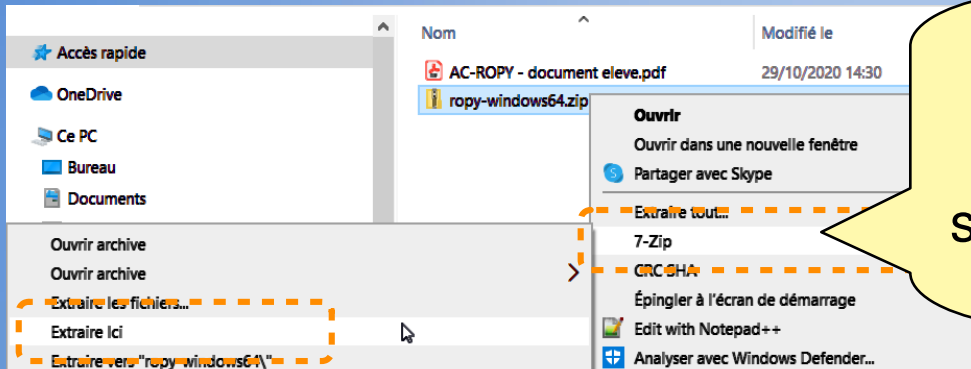 Nom
Modifié le
Accès rapide
AC-ROPY - document eleve.pdf
29/10/2020 14:30
OneDrive
ropy-windows64.zip
Ouvrir
Ce PC
Ouvrir dans une nouvelle fenêtre
Bureau
Partager avec Skype
Documents
Extraire tout...
7-Zip
CRC SHA
Épingler à l'écran de démarrage
Edit with Notepad++
Analyser avec Windows Defender...
Ouvrir archive
Ouvrir archive
Extraire les fichiers...
Extraire Ici
Extraire vers "ropy-windows64\"
S